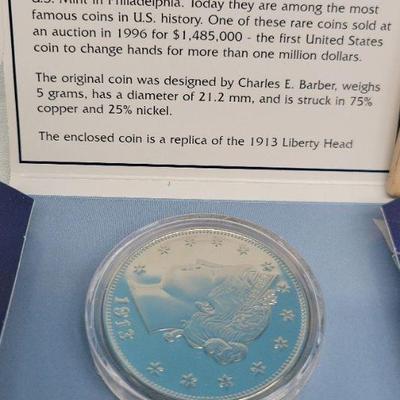 U.S. Mint in Philadelphia. Today they are among the most
famous coins in U.S. history. One of these rare coins sold at
an auction in 1996 for $1,485,000 - the first United States
coin to change hands for more than one million dollars.
The original coin was designed by Charles E. Barber, weighs
5 grams, has a diameter of 21.2 mm, and is struck in 75%
copper and 25% nickel.
The enclosed coin is a replica of the 1913 Liberty Head
1913